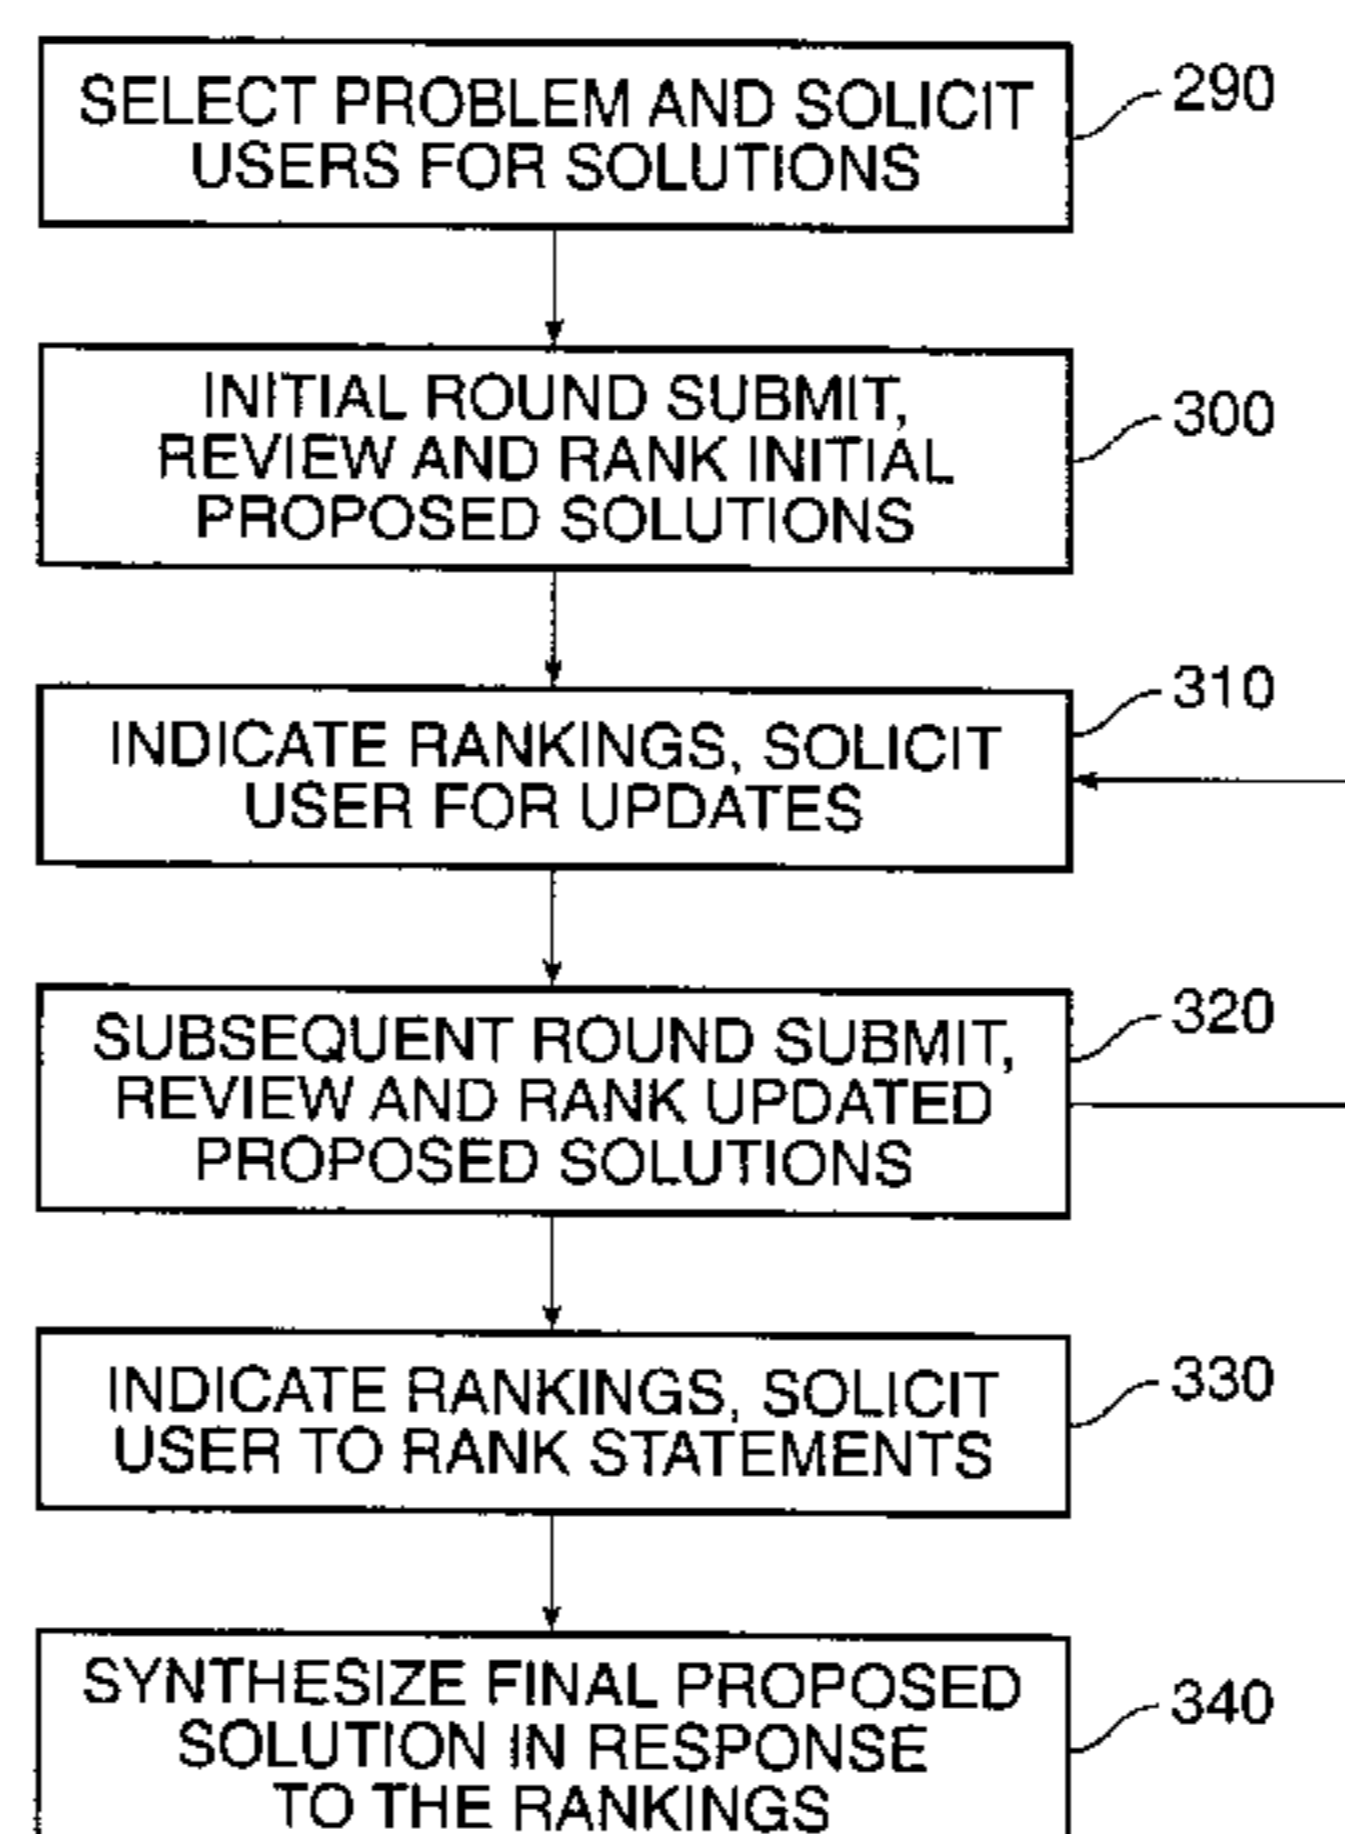 SELECT PROBLEM AND SOLICIT
USERS FOR SOLUTIONS
290
INITIAL ROUND SUBMIT,
REVIEW AND RANK INITIAL
PROPOSED SOLUTIONS
300
INDICATE RANKINGS, SOLICIT
USER FOR UPDATES
310
SUBSEQUENT ROUND SUBMIT,
REVIEW AND RANK UPDATED
PROPOSED SOLUTIONS
320
INDICATE RANKINGS, SOLICIT
USER TO RANK STATEMENTS
330
SYNTHESIZE FINAL PROPOSED
SOLUTION IN RESPONSE
TO THE RANKINGS
340